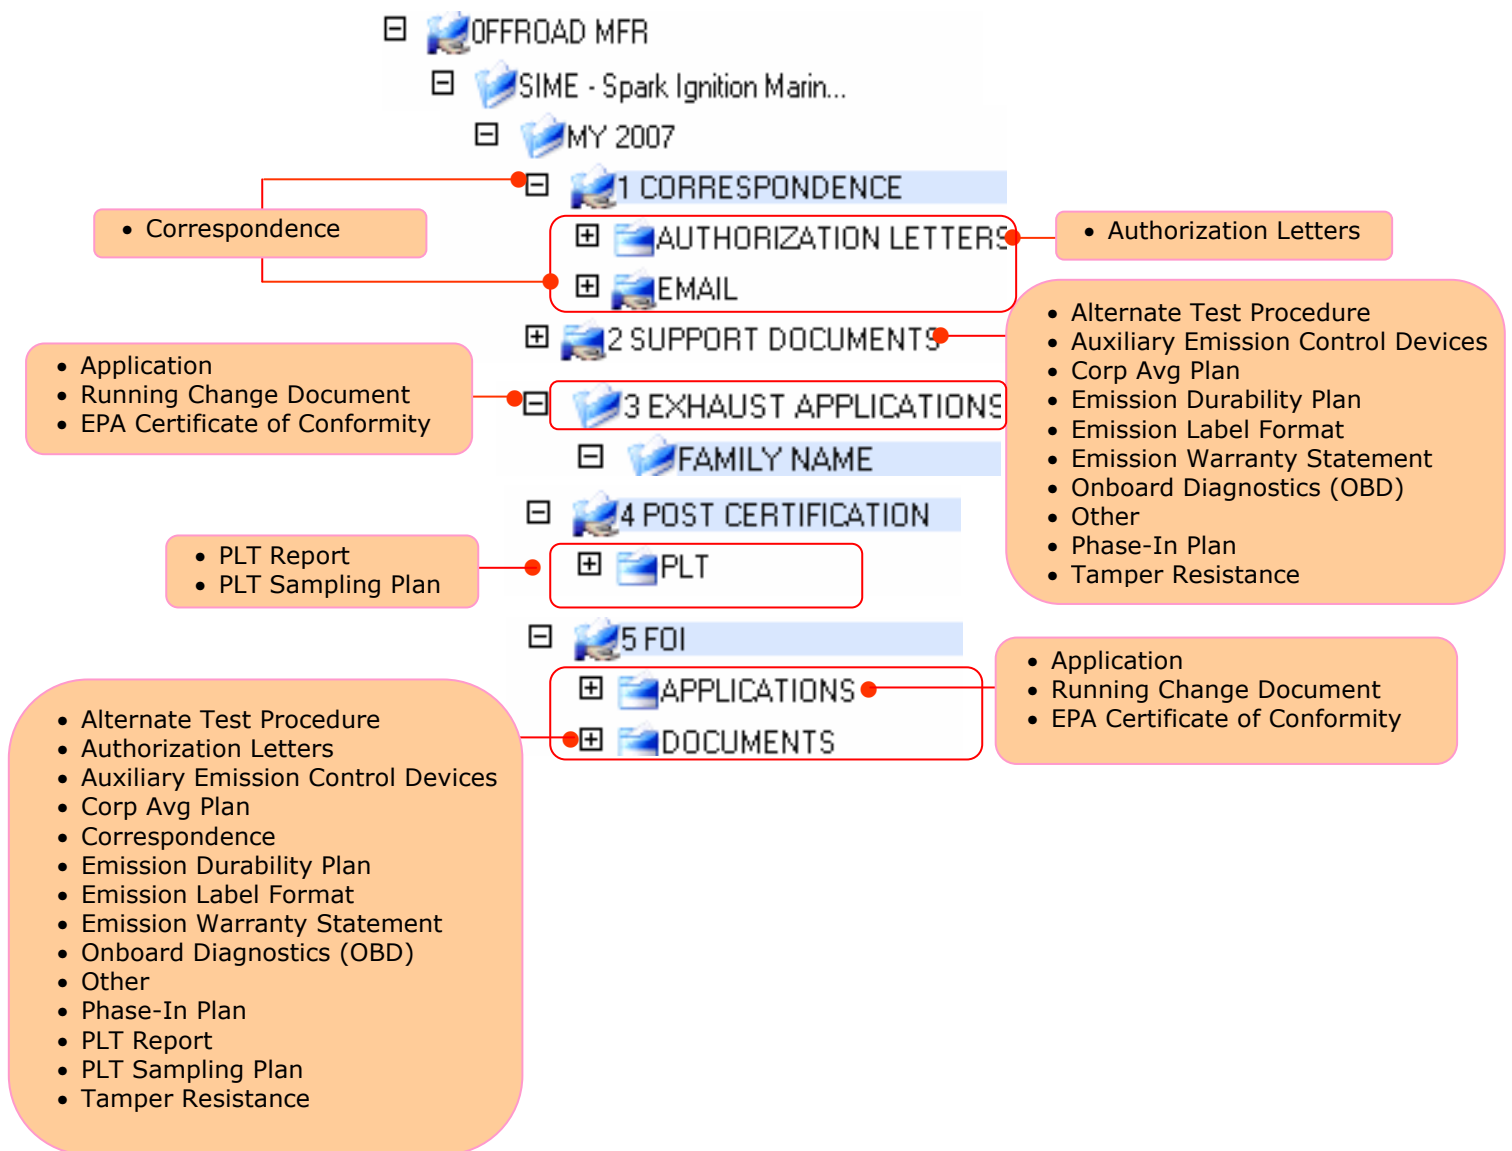 0FFROAD MFR
SIME - Spark Ignition Marin...
MY 2007
1 CORRESPONDENCE
• Correspondence
AUTHORIZATION LETTERS
• Authorization Letters
EMAIL
2 SUPPORT DOCUMENTS
• Alternate Test Procedure
• Auxiliary Emission Control Devices
• Corp Avg Plan
• Emission Durability Plan
• Emission Label Format
• Emission Warranty Statement
• Onboard Diagnostics (OBD)
• Other
• Phase-In Plan
• Tamper Resistance
• Application
• Running Change Document
• EPA Certificate of Conformity
3 EXHAUST APPLICATIONS
FAMILY NAME
4 POST CERTIFICATION
• PLT Report
• PLT Sampling Plan
PLT
5 FOI
APPLICATIONS
• Application
• Running Change Document
• EPA Certificate of Conformity
DOCUMENTS
• Alternate Test Procedure
• Authorization Letters
• Auxiliary Emission Control Devices
• Corp Avg Plan
• Correspondence
• Emission Durability Plan
• Emission Label Format
• Emission Warranty Statement
• Onboard Diagnostics (OBD)
• Other
• Phase-In Plan
• PLT Report
• PLT Sampling Plan
• Tamper Resistance